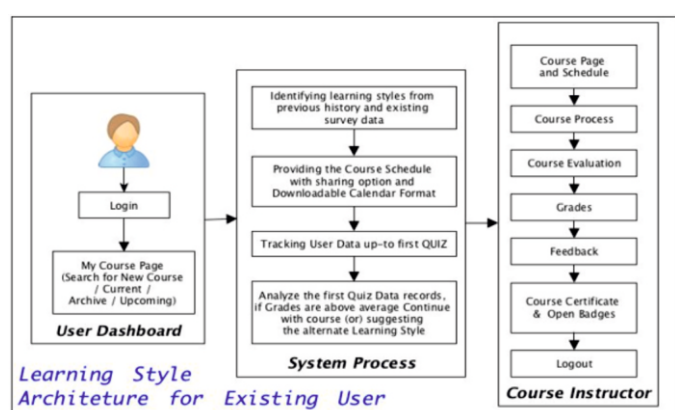 Login
My Course Page
(Search for New Course
/ Current /
Archive / Upcoming)
User Dashboard
Identifying learning styles from
previous history and existing
survey data
Providing the Course Schedule
with sharing option and
Downloadable Calendar Format
Tracking User Data up-to first QUIZ
Analyze the first Quiz Data records,
if Grades are above average Continue
with course (or) suggesting
the alternate Learning Style
System Process
Course Page
and Schedule
Course Process
Course Evaluation
Grades
Feedback
Course Certificate
& Open Badges
Logout
Course Instructor
Learning Style
Architeture for Existing User